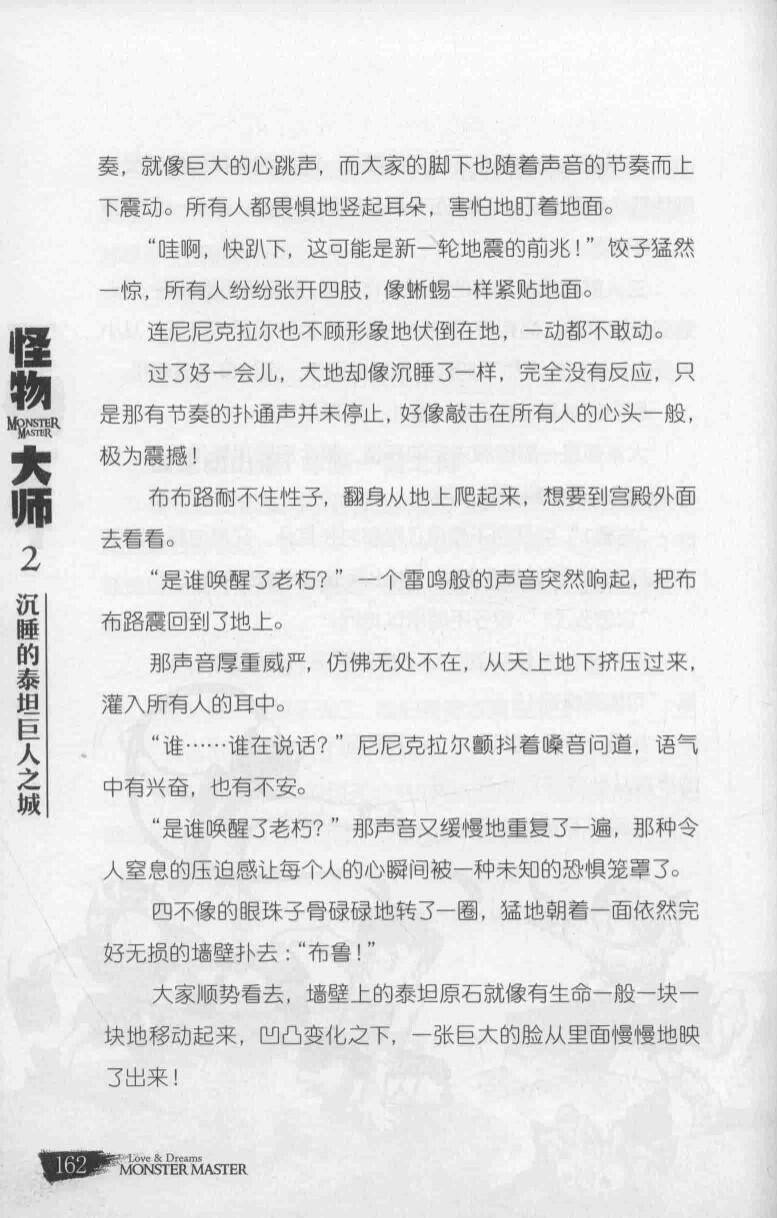 奏，就像巨大的心跳声，而大家的脚下也随着声音的节奏而上
下震动。所有人都畏惧地竖起耳朵，害怕地盯着地面。
“哇啊，快趴下，这可能是新一轮地震的前兆！”饺子猛然
一惊，所有人纷纷张开四肢，像蜥蜴一样紧贴地面。
连尼尼克拉尔也不顾形象地伏倒在地，一动都不敢动。
过了好一会儿，大地却像沉睡了一样，完全没有反应，只
是那有节奏的扑通声并未停止，好像敲击在所有人的心头一般，
极为震撼！
布布路耐不住性子，翻身从地上爬起来，想要到宫殿外面
去看看。
“是谁唤醒了老朽？”一个雷鸣般的声音突然响起，把布
布路震回到了地上。
那声音厚重威严，仿佛无处不在，从天上地下挤压过来，
灌入所有人的耳中。
“谁……谁在说话？”尼尼克拉尔颤抖着嗓音问道，语气
中有兴奋，也有不安。
“是谁唤醒了老朽？”那声音又缓慢地重复了一遍，那种令
人窒息的压迫感让每个人的心瞬间被一种未知的恐惧笼罩了。
四不像的眼珠子骨碌碌地转了一圈，猛地朝着一面依然完
好无损的墙壁扑去：“布鲁！”
大家顺势看去，墙壁上的泰坦原石就像有生命一般一块一
块地移动起来，凹凸变化之下，一张巨大的脸从里面慢慢地映
了出来！
怪物
MONSTER
MASTER
大师
2
沉睡的泰坦巨人之城
162
Love & Dreams
MONSTER MASTER